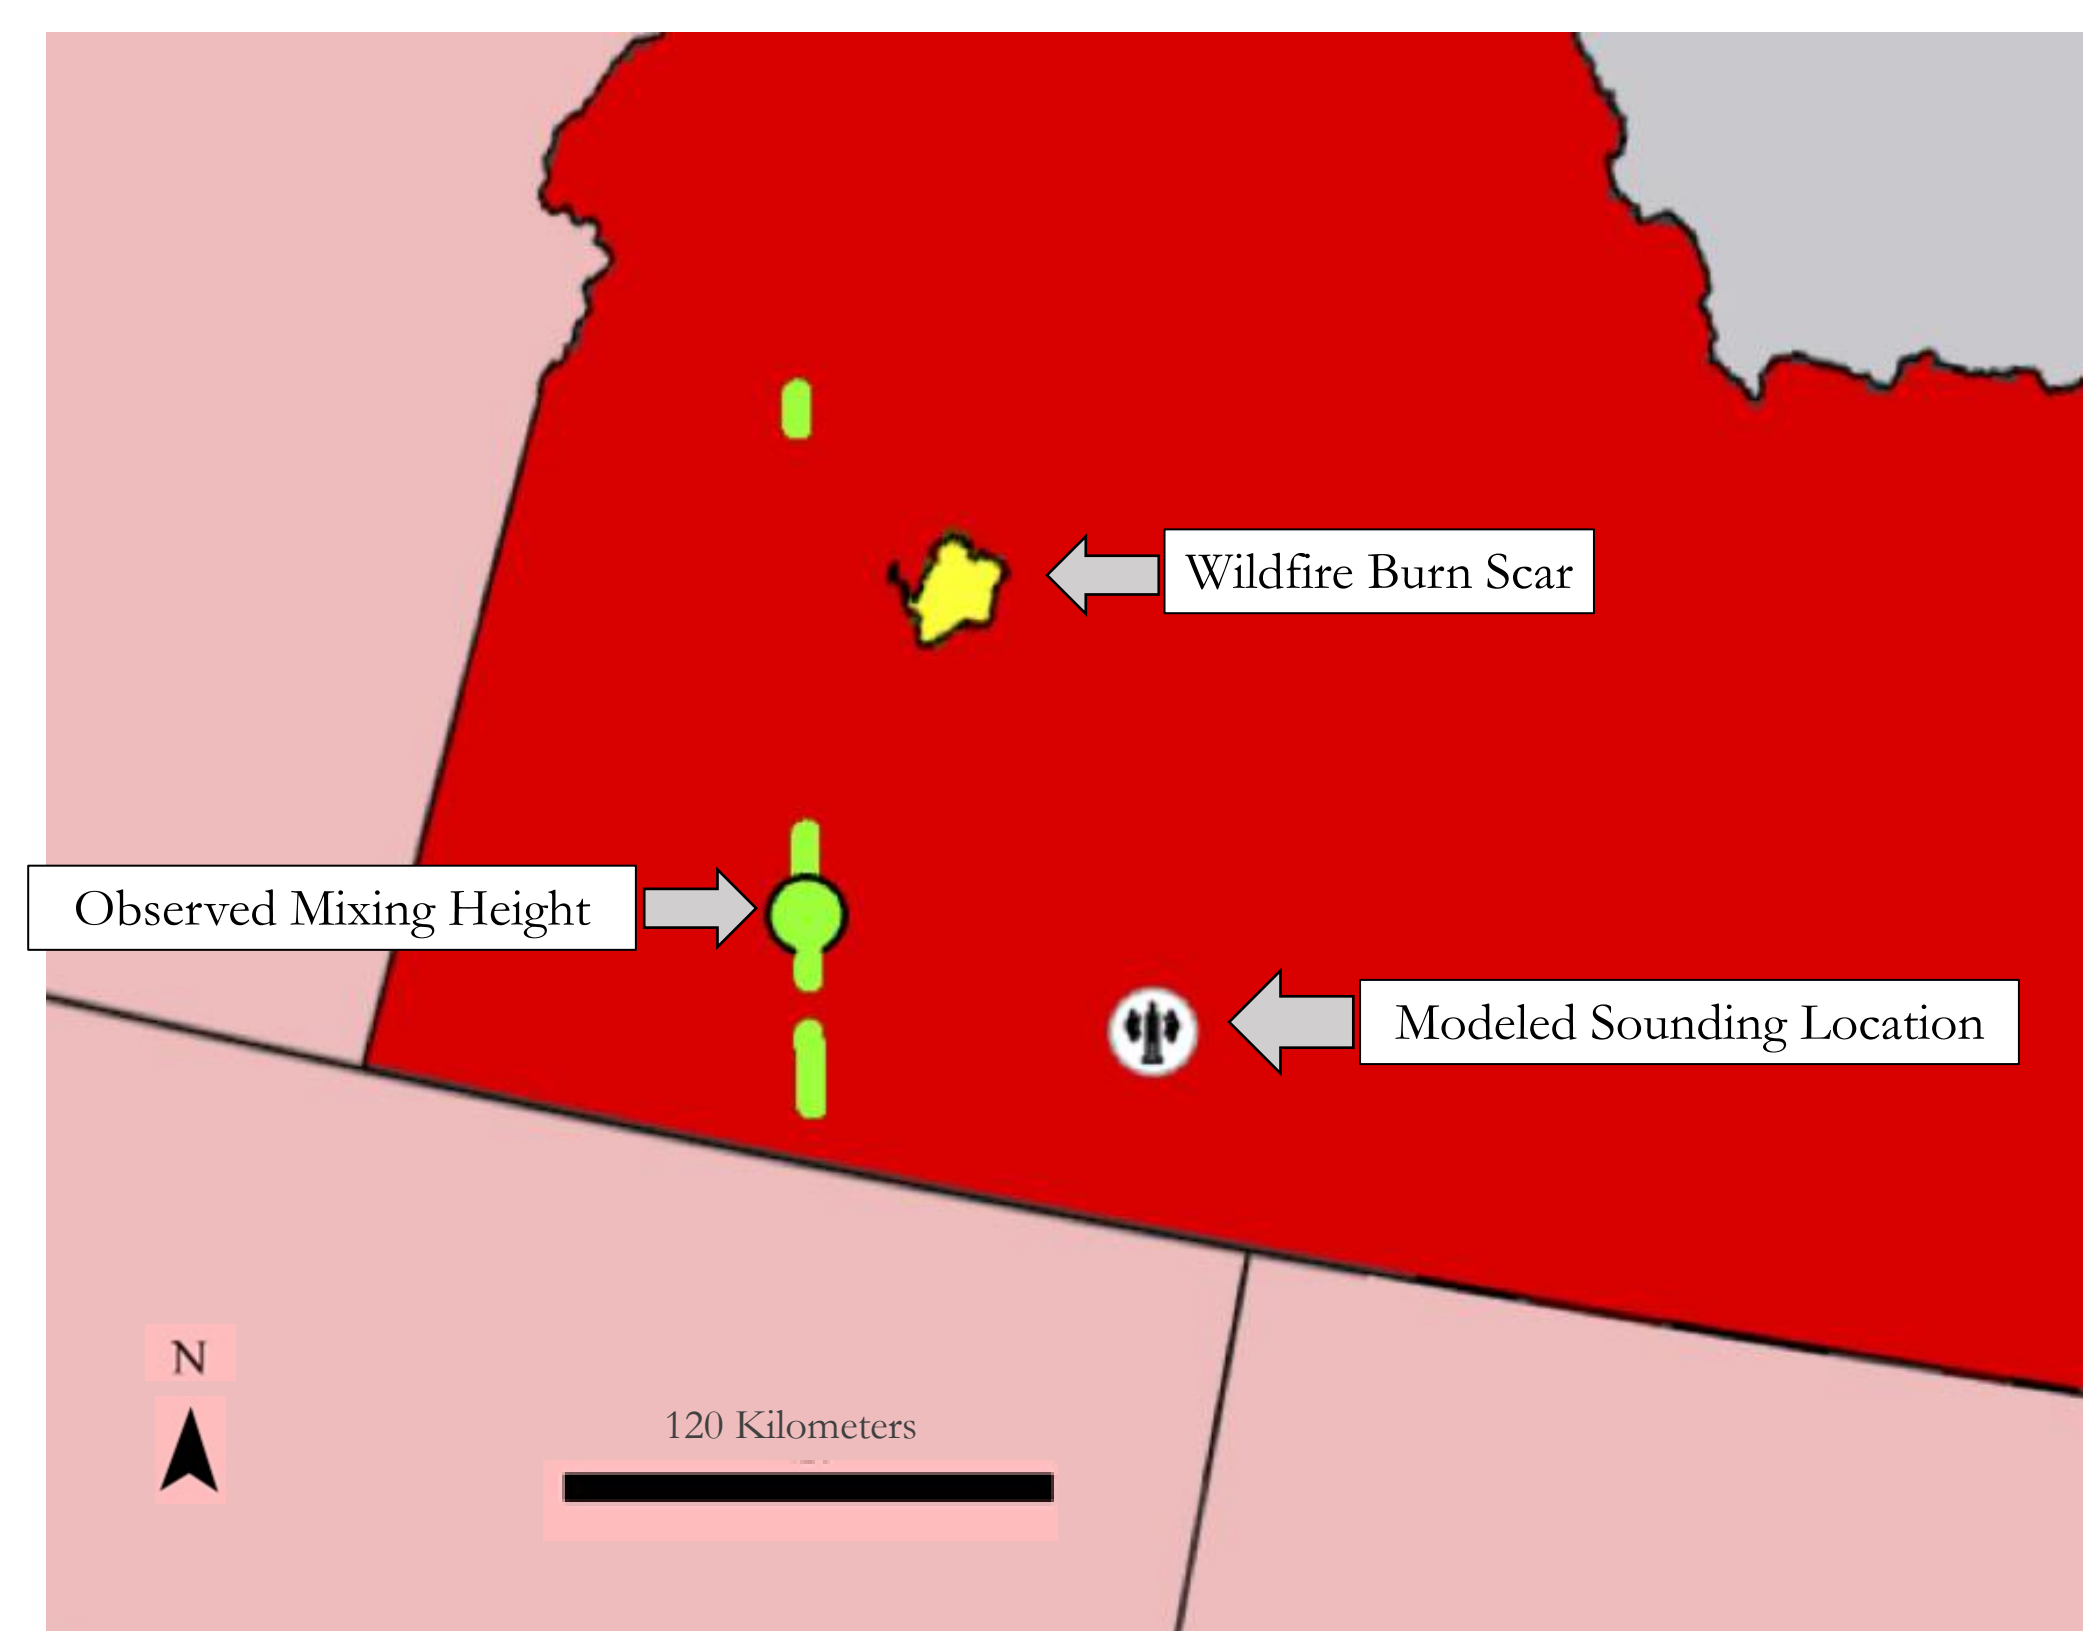 Wildfire Burn Scar
Observed Mixing Height
Modeled Sounding Location
N
120 Kilometers